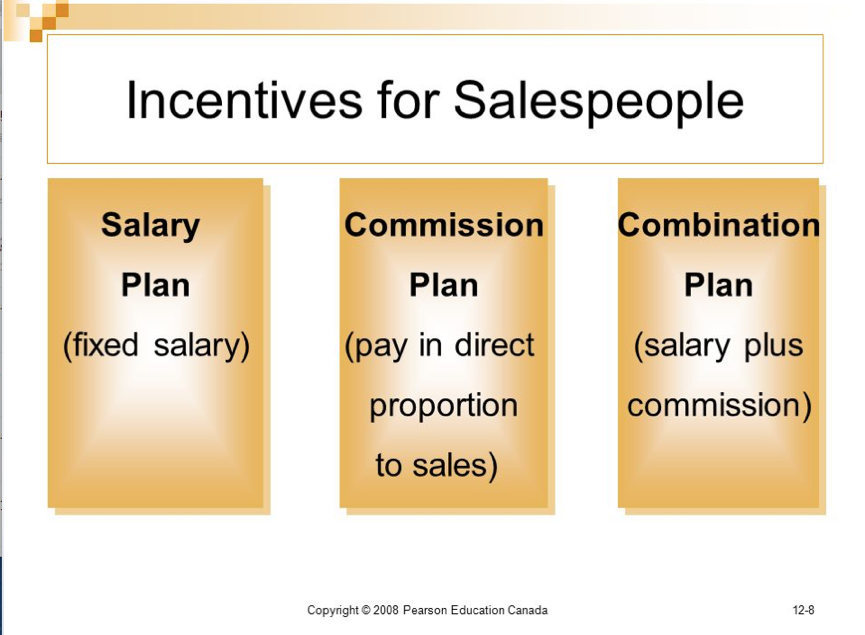 Incentives for Salespeople
Salary
Plan
(fixed salary)
Commission
Plan
(pay in direct
proportion
to sales)
Combination
Plan
(salary plus
commission)
Copyright © 2008 Pearson Education Canada
12-8